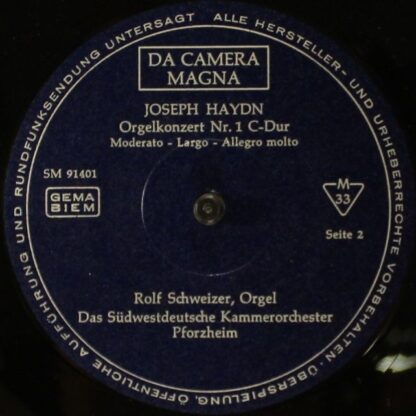 DA CAMERA
MAGNA
JOSEPH HAYDN
Orgelkonzert Nr. 1 C-Dur
Moderato - Largo - Allegro molto
SM 91401
GEMA
BIEM
M
33
Seite 2
Rolf Schweizer, Orgel
Das Südwestdeutsche Kammerorchester
Pforzheim
ALLE HERSTELLER- UND URHEBERRECHTE VORBEHALTEN · ÜBERSPIELUNG, ÖFFENTLICHE AUFFÜHRUNG UND RUNDFUNKSENDUNG UNTERSAGT